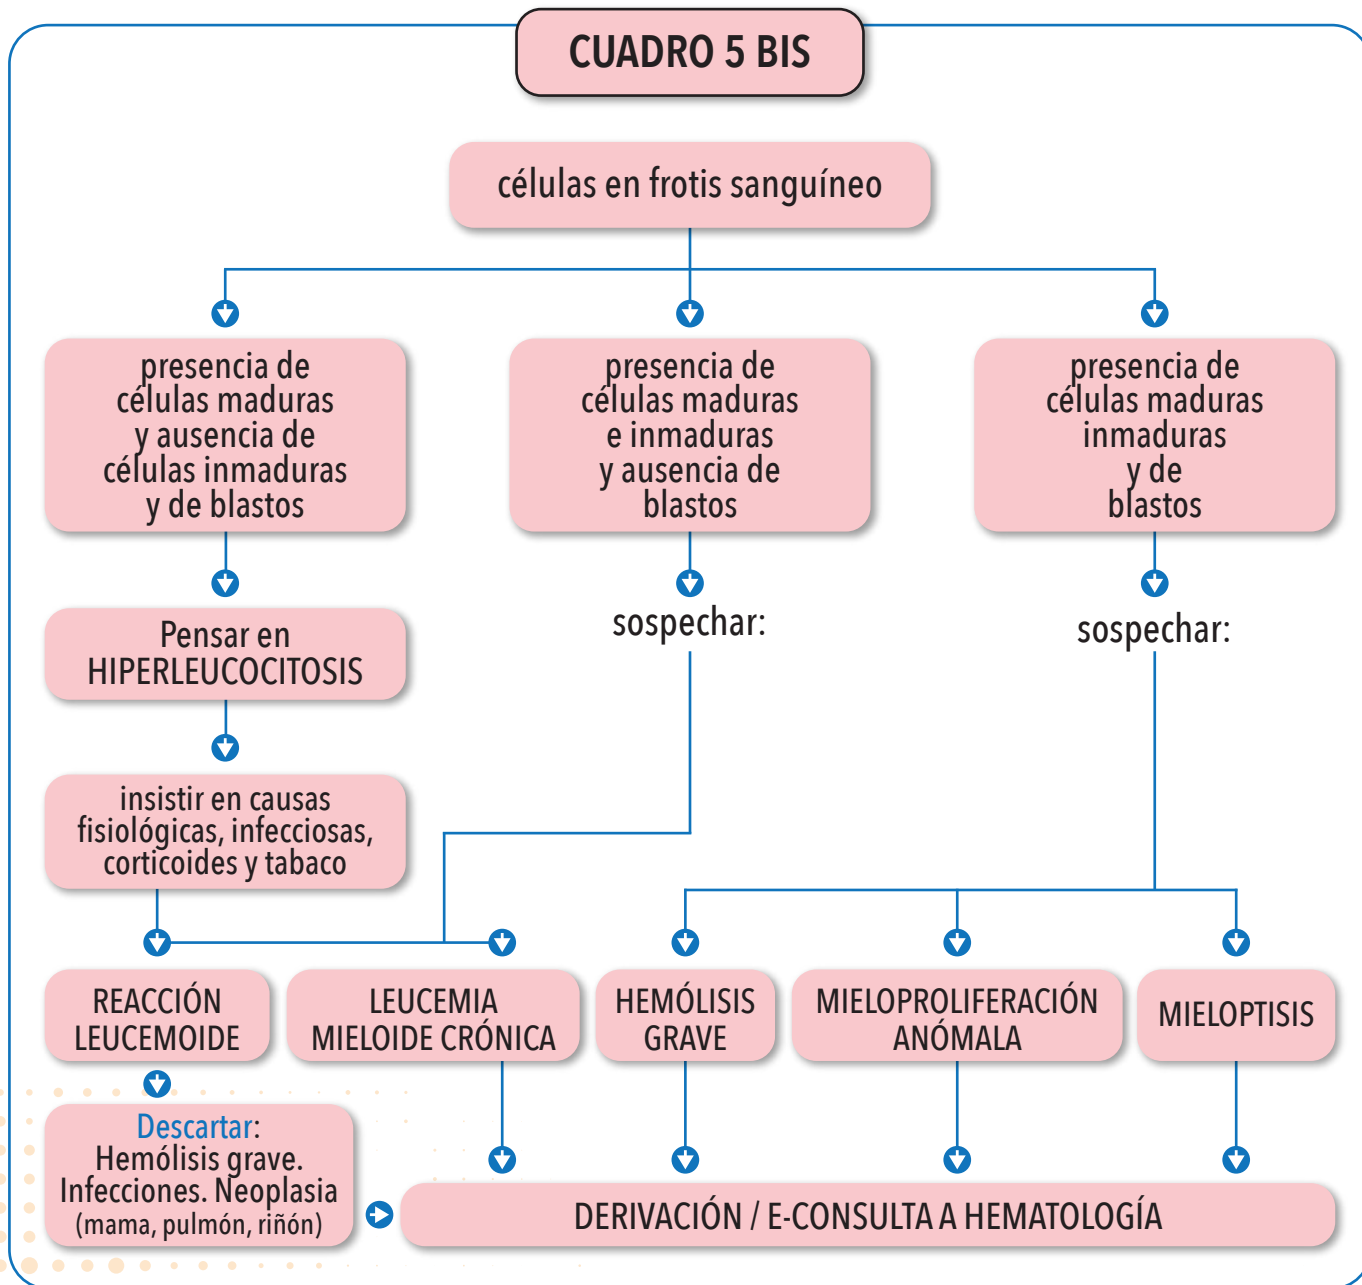 CUADRO 5 BIS
células en frotis sanguíneo
presencia de
células maduras
y ausencia de
células inmaduras
y de blastos
presencia de
células maduras
e inmaduras
y ausencia de
blastos
presencia de
células maduras
inmaduras
y de
blastos
Pensar en
HIPERLEUCOCITOSIS
sospechar:
sospechar:
insistir en causas
fisiológicas, infecciosas,
corticoides y tabaco
REACCIÓN
LEUCEMOIDE
LEUCEMIA
MIELOIDE CRÓNICA
HEMÓLISIS
GRAVE
MIELOPROLIFERACIÓN
ANÓMALA
MIELOPTISIS
Descartar:
Hemólisis grave.
Infecciones. Neoplasia
(mama, pulmón, riñón)
DERIVACIÓN / E-CONSULTA A HEMATOLOGÍA